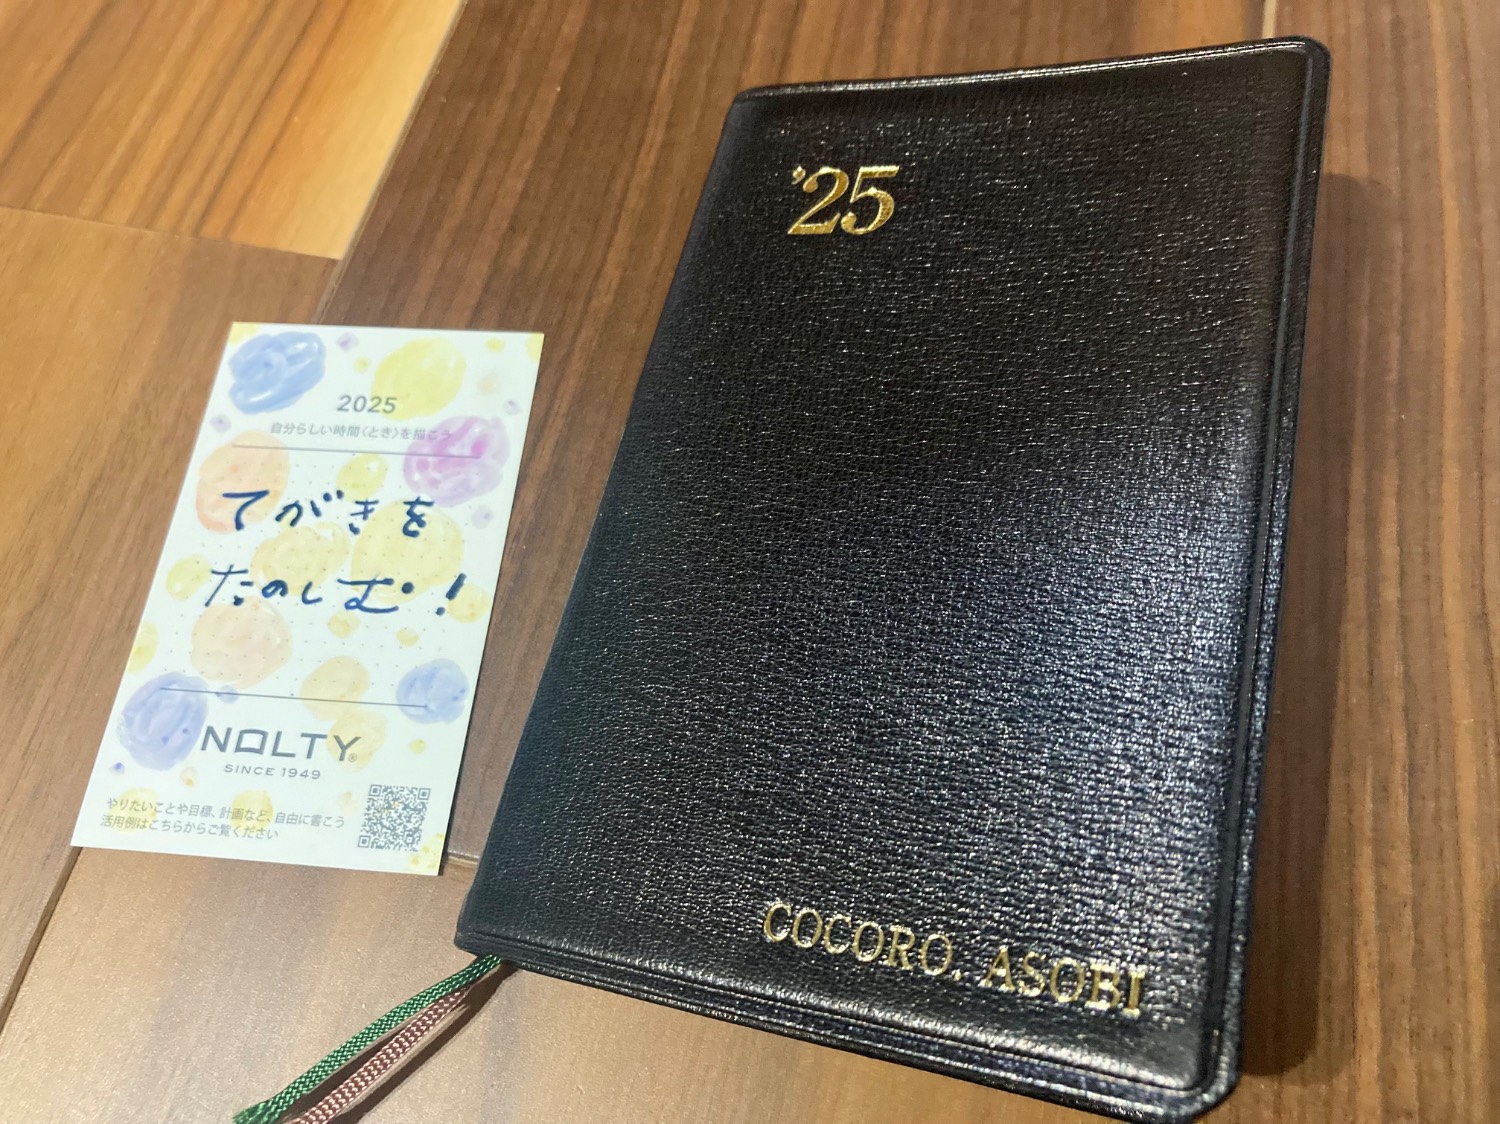 2025
自分らしい時間〈とき〉を描こう
てがきを
たのしむ!
NOLTY®
SINCE 1949
やりたいことや目標、計画など、自由に書こう
活用例はこちらからご覧ください
'25
COCORO. ASOBI